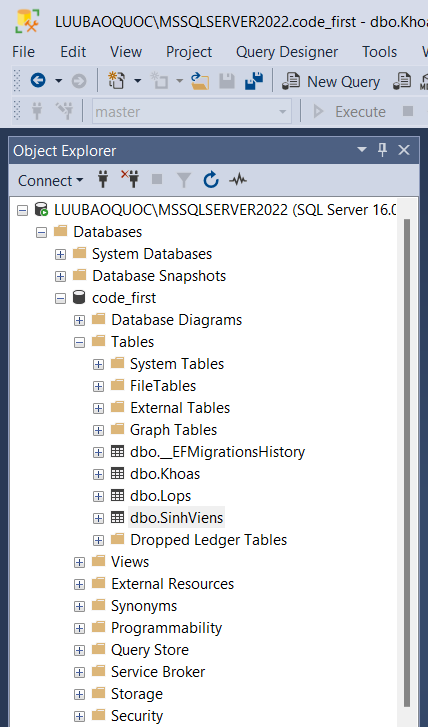 LUUBAOQUOC\MSSQLSERVER2022.code_first - dbo.Khoa
File Edit View Project Query Designer Tools
New Query
master Execute
Object Explorer
Connect
LUUBAOQUOC\MSSQLSERVER2022 (SQL Server 16.0
Databases
System Databases
Database Snapshots
code_first
Database Diagrams
Tables
System Tables
FileTables
External Tables
Graph Tables
dbo.__EFMigrationsHistory
dbo.Khoas
dbo.Lops
dbo.SinhViens
Dropped Ledger Tables
Views
External Resources
Synonyms
Programmability
Query Store
Service Broker
Storage
Security